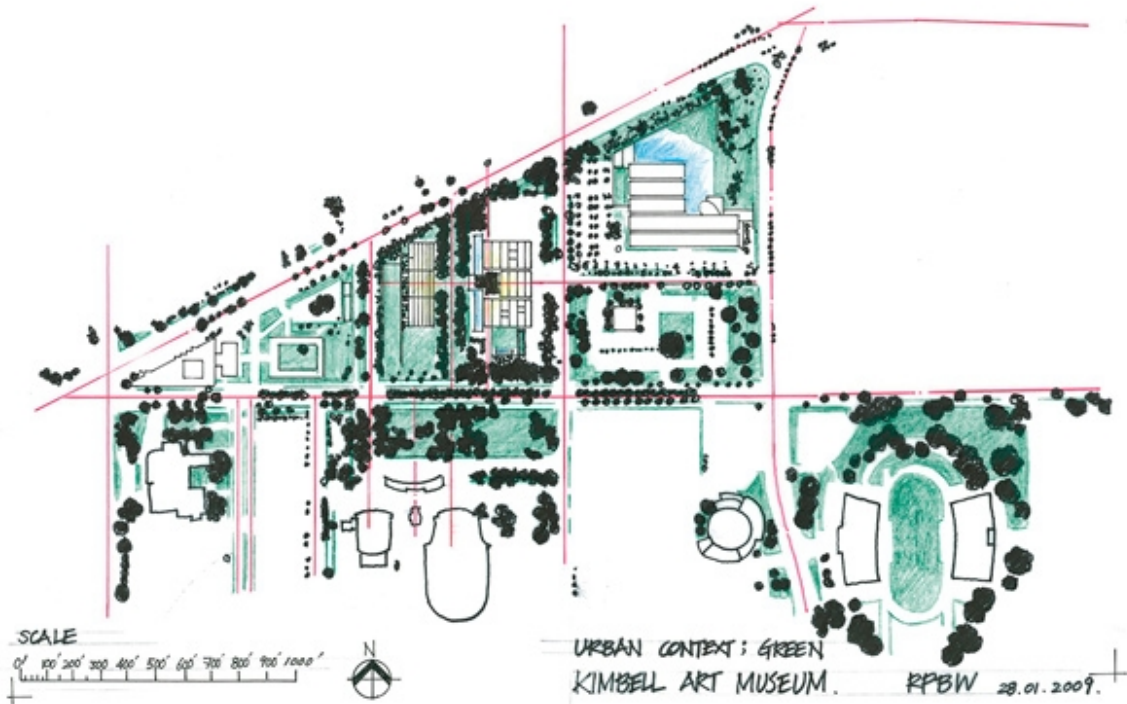 SCALE
0' 100' 200' 300 400' 500' 600' 700' 800' 900' 1000'
N
URBAN CONTEXT; GREEN
KIMBELL ART MUSEUM. RPBW 28.01.2009.